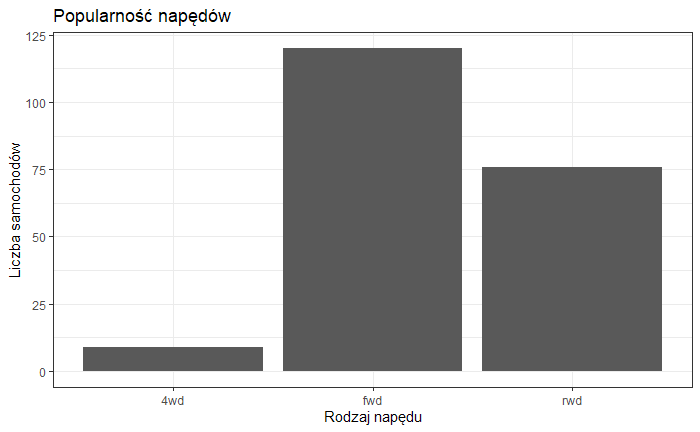 Popularność napędów
Liczba samochodów
125
100
75
50
25
0
4wd
fwd
rwd
Rodzaj napędu